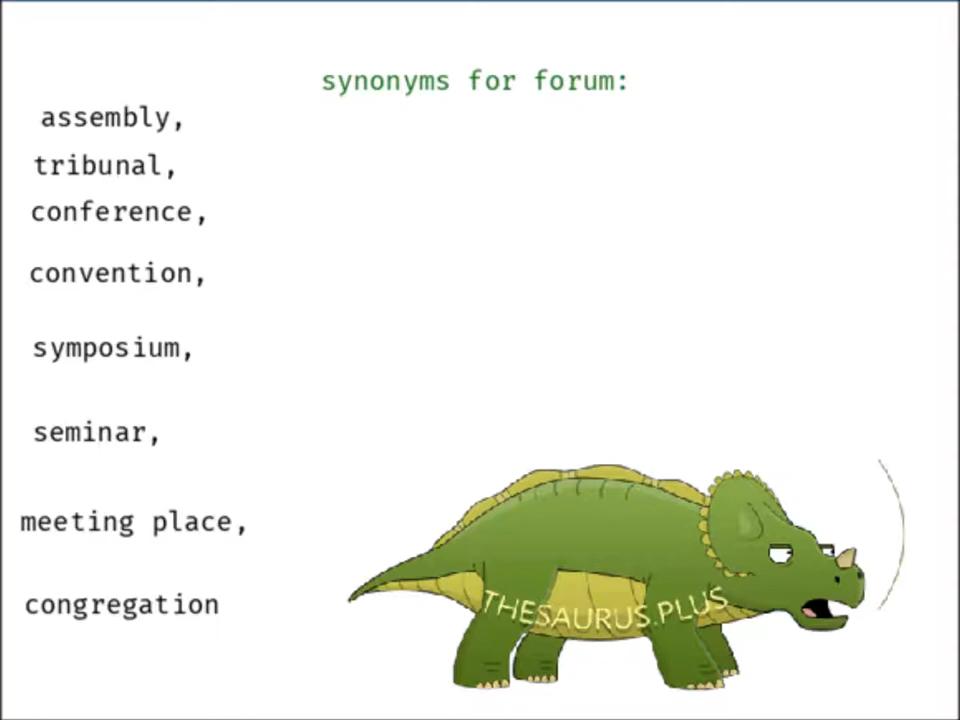 synonyms for forum:
assembly,
tribunal,
conference,
convention,
symposium,
seminar,
meeting place,
congregation
THESAURUS.PLUS